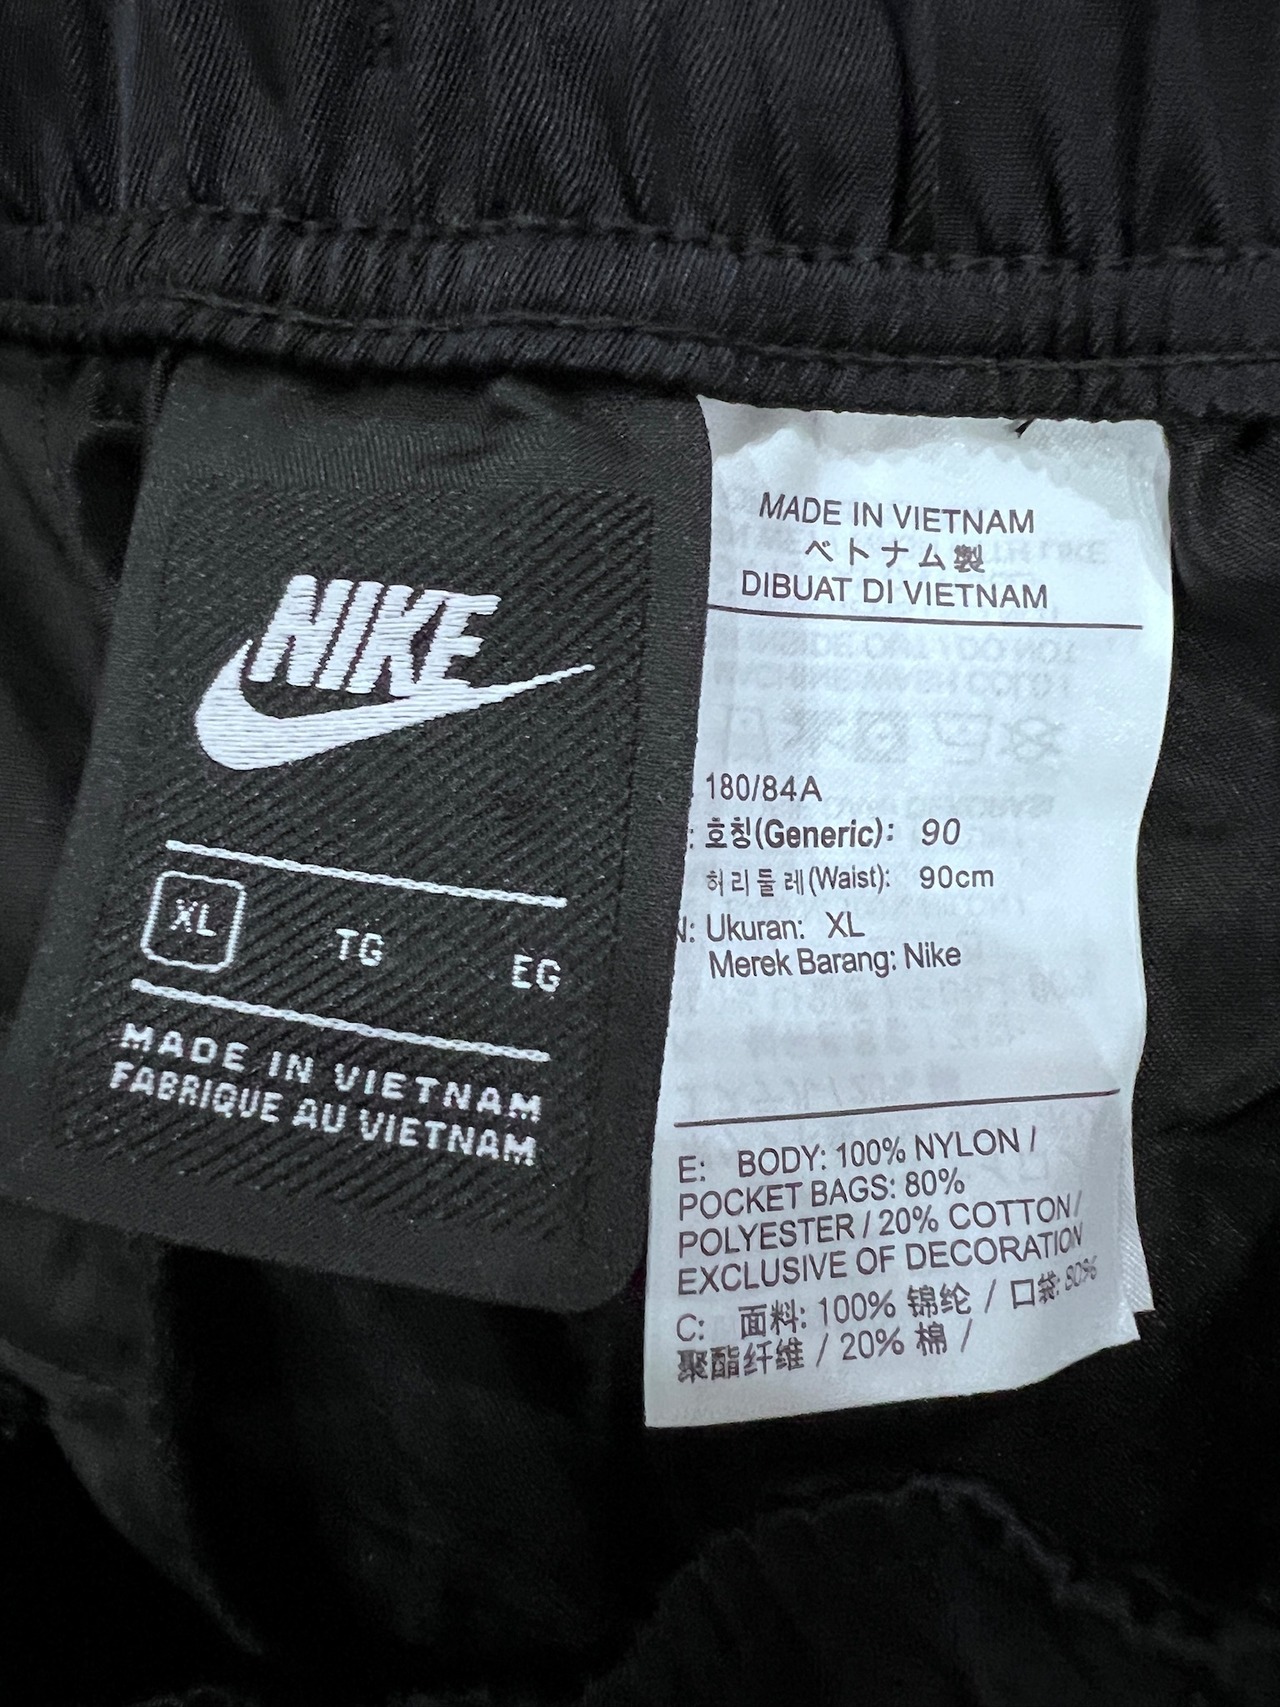 NIKE
XL TG EG
MADE IN VIETNAM
FABRIQUE AU VIETNAM
MADE IN VIETNAM
ベトナム製
DIBUAT DI VIETNAM
180/84A
: 호칭(Generic): 90
허리둘레(Waist): 90cm
N: Ukuran: XL
Merek Barang: Nike
E: BODY: 100% NYLON /
POCKET BAGS: 80%
POLYESTER / 20% COTTON/
EXCLUSIVE OF DECORATION
C: 面料: 100% 锦纶 / 口袋: 80%
聚酯纤维 / 20% 棉 /